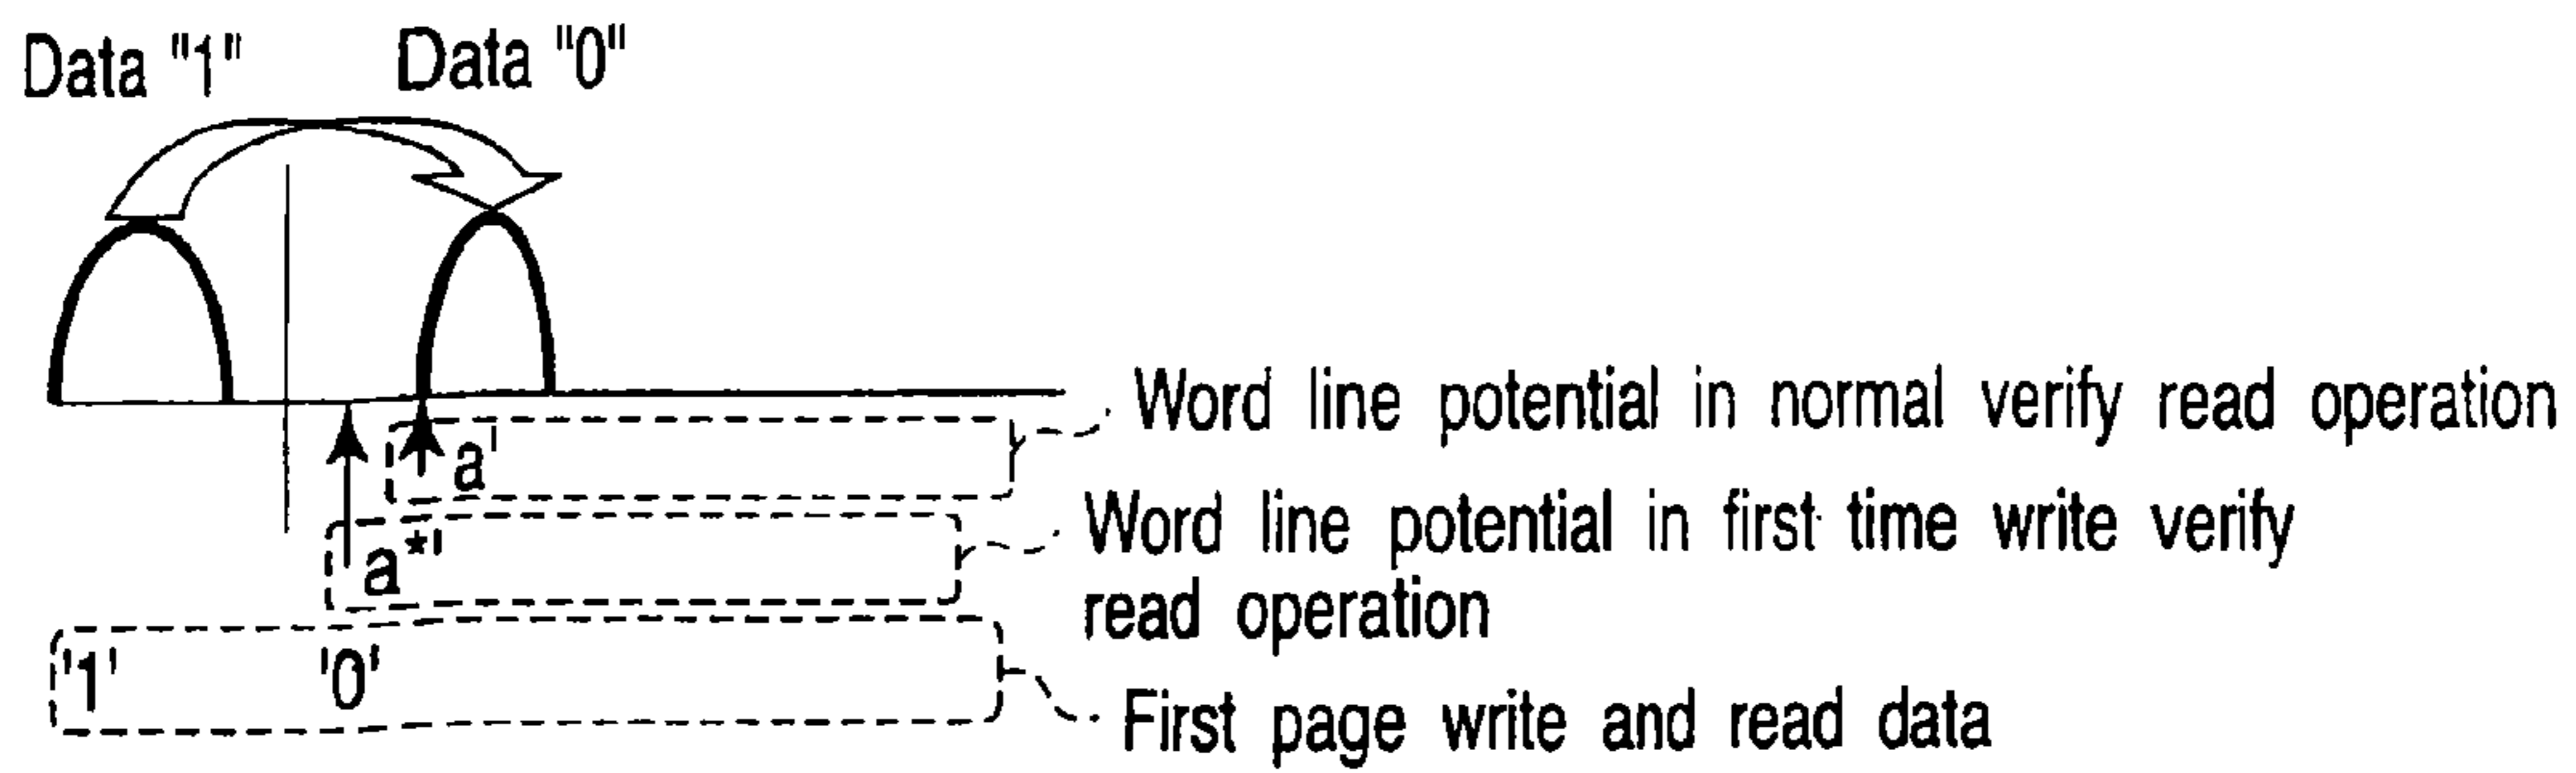 Data "1" Data "0"
Word line potential in normal verify read operation
a'
Word line potential in first time write verify
a*'
read operation
'1' '0'
First page write and read data